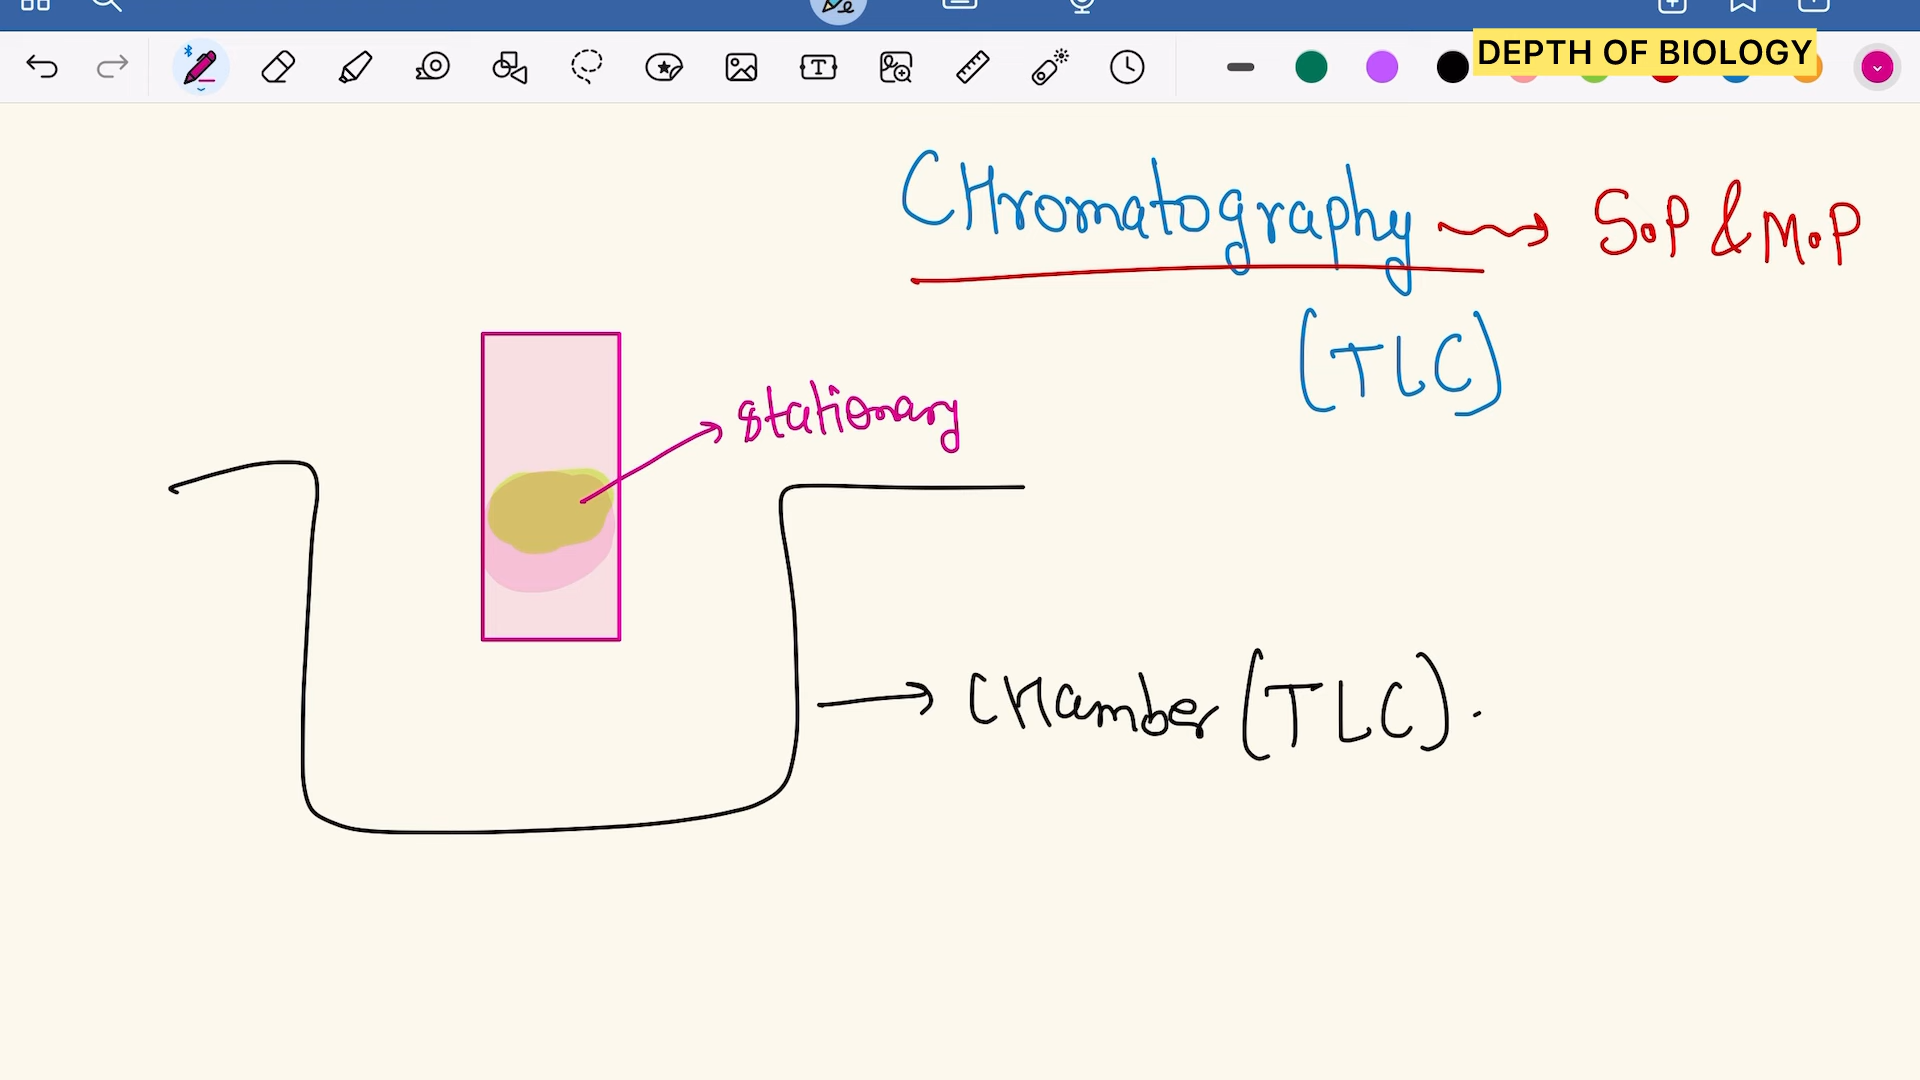 DEPTH OF BIOLOGY
CHromatography → S.P & M.P
(TLC)
stationary
→ CHamber (TLC).